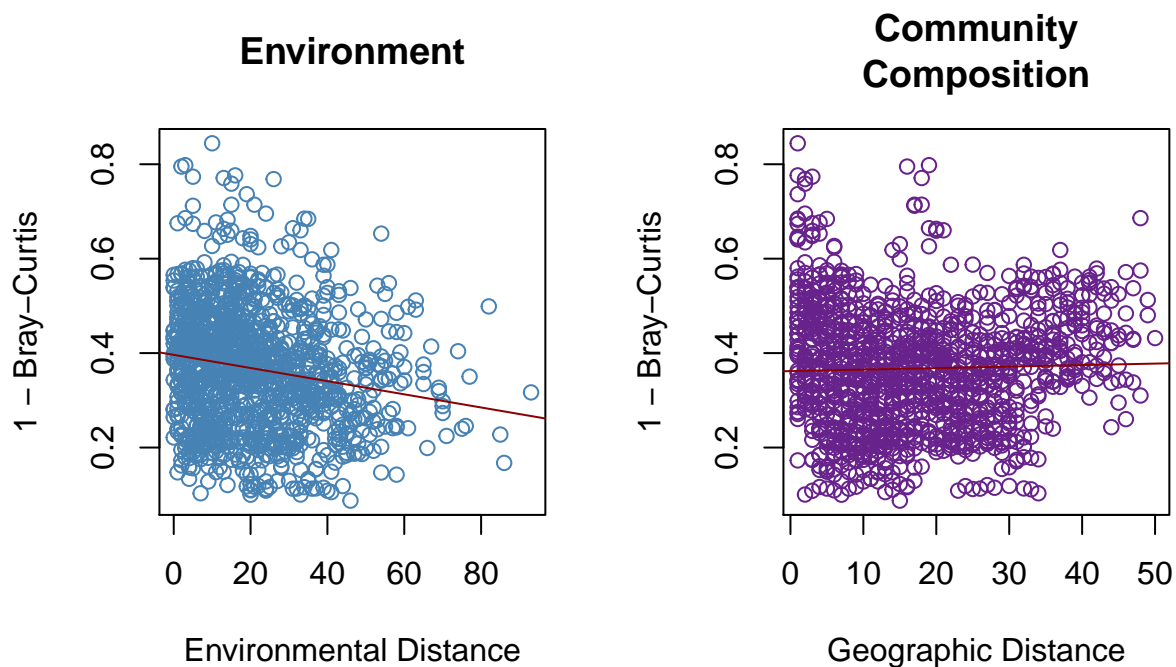 Environment
1 − Bray−Curtis
0.2
0.4
0.6
0.8
0
20
40
60
80
Environmental Distance
Community
Composition
1 − Bray−Curtis
0.2
0.4
0.6
0.8
0
10
20
30
40
50
Geographic Distance